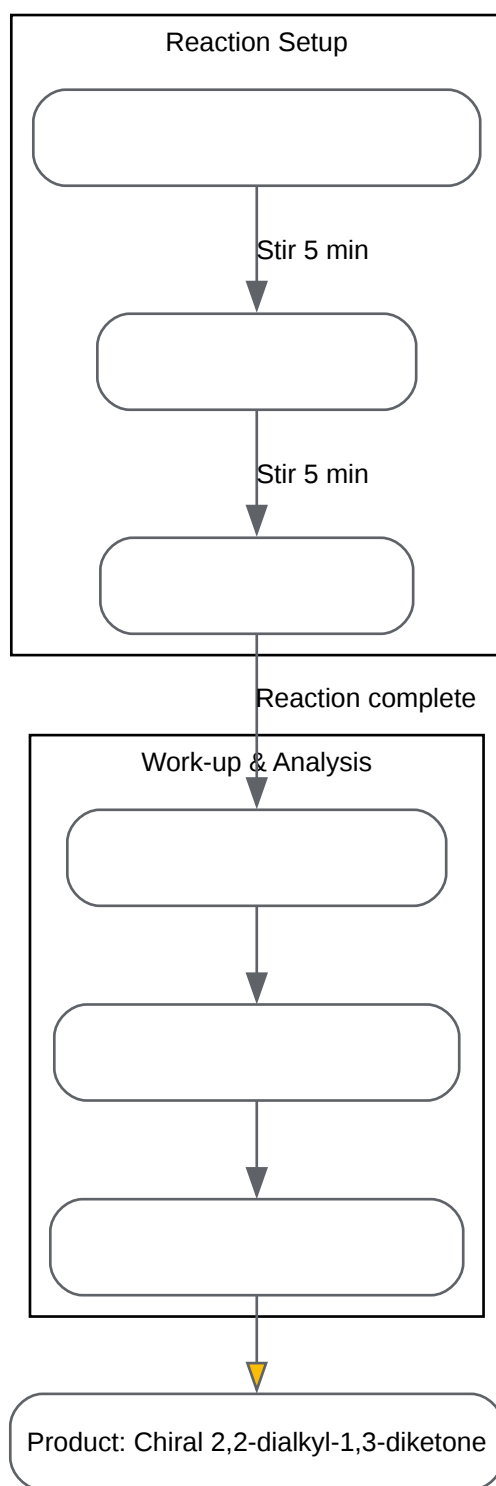 Reaction Setup
Stir 5 min
Stir 5 min
Reaction complete
Work-up & Analysis
Product: Chiral 2,2-dialkyl-1,3-diketone